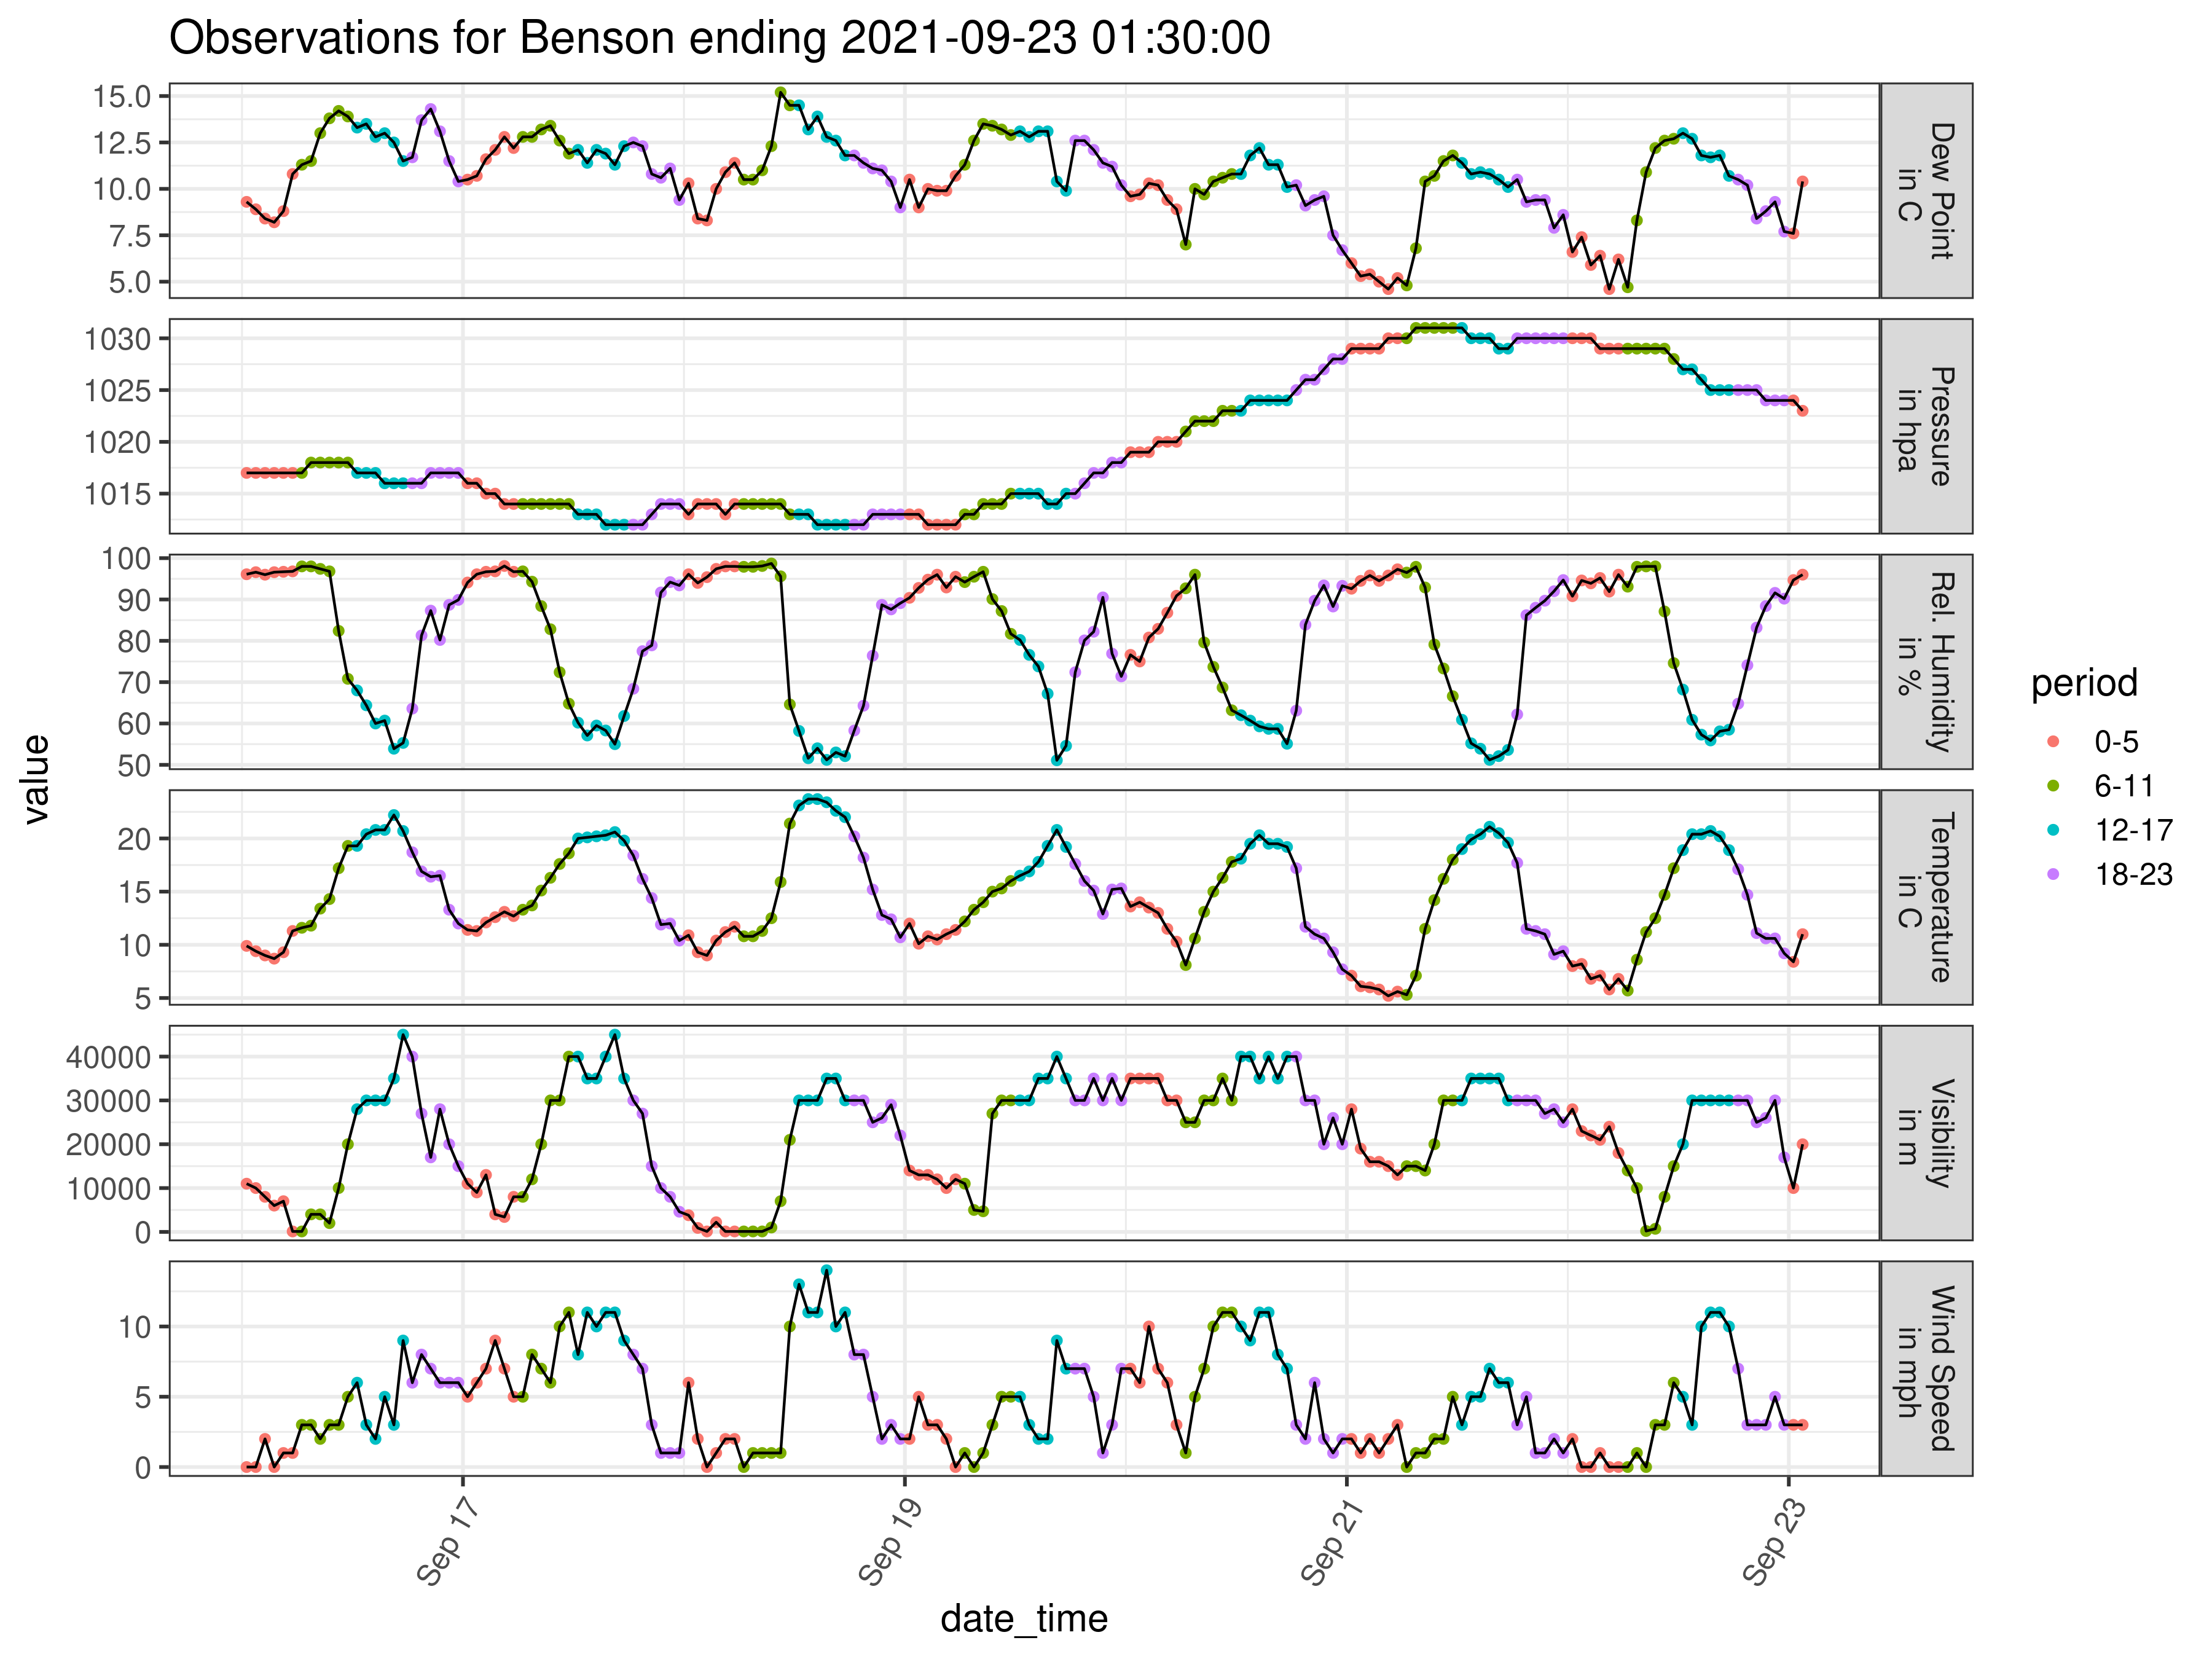 Observations for Benson ending 2021-09-23 01:30:00
value
15.0
12.5
10.0
7.5
5.0
Dew Point
in C
1030
1025
1020
1015
Pressure
in hpa
100
90
80
70
60
50
Rel. Humidity
in %
20
15
10
5
Temperature
in C
40000
30000
20000
10000
0
Visibility
in m
10
5
0
Wind Speed
in mph
Sep 17
Sep 19
Sep 21
Sep 23
date_time
period
0-5
6-11
12-17
18-23